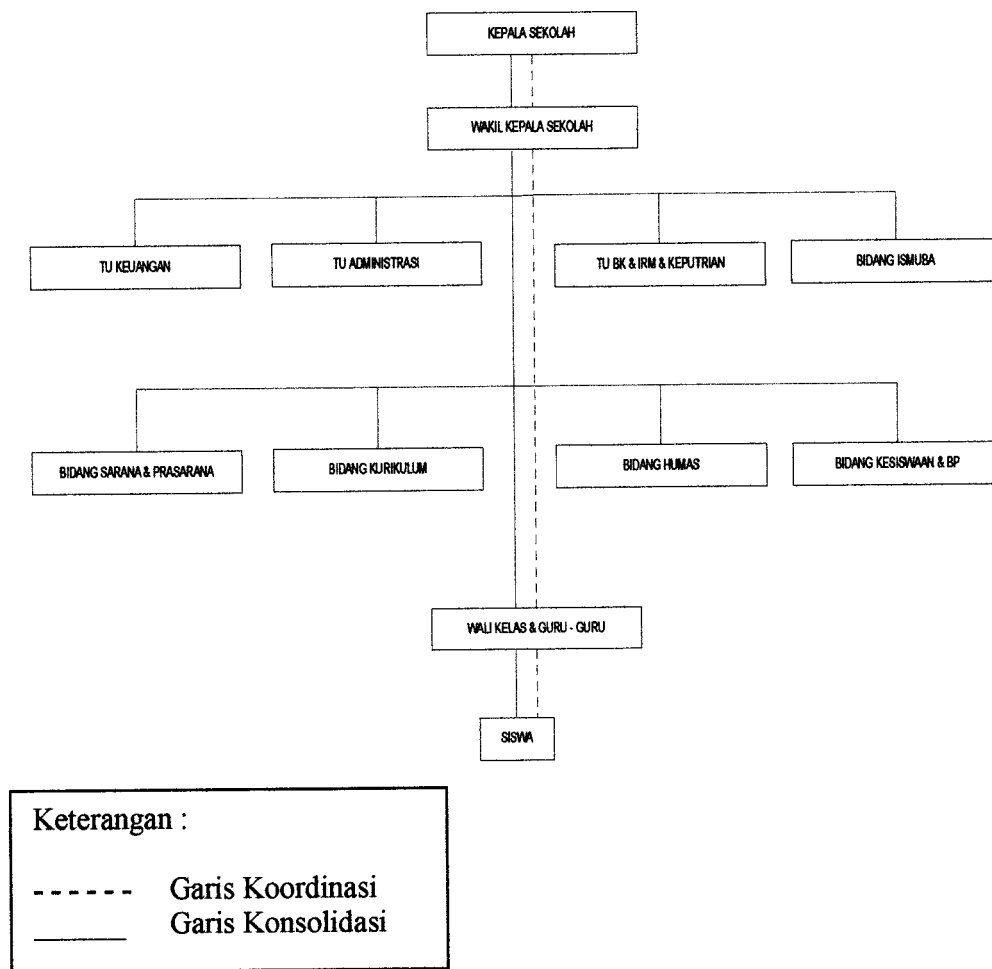 KEPALA SEKOLAH
WAKIL KEPALA SEKOLAH
TU KEUANGAN
TU ADMINISTRASI
TU BK & IRM & KEPUTRIAN
BIDANG ISMUBA
BIDANG SARANA & PRASARANA
BIDANG KURIKULUM
BIDANG HUMAS
BIDANG KESISWAAN & BP
WALI KELAS & GURU - GURU
SISWA
Keterangan :
Garis Koordinasi
Garis Konsolidasi